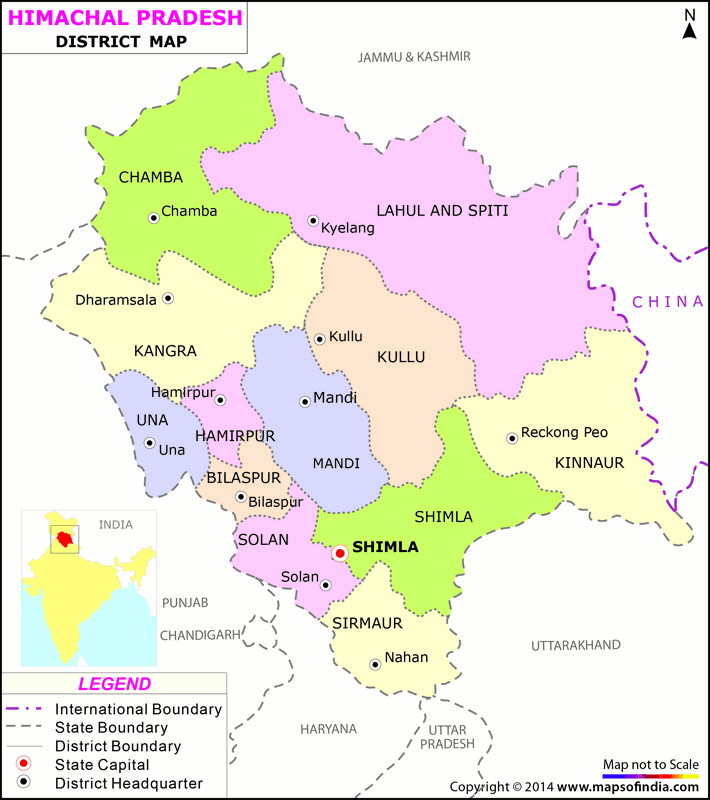 HIMACHAL PRADESH
DISTRICT MAP
N
JAMMU & KASHMIR
CHAMBA
Chamba
LAHUL AND SPITI
Kyelang
CHINA
Dharamsala
KANGRA
Kullu
KULLU
Hamirpur
Mandi
UNA
Una
HAMIRPUR
Reckong Peo
KINNAUR
MANDI
BILASPUR
Bilaspur
SHIMLA
INDIA
SOLAN
SHIMLA
Solan
PUNJAB
CHANDIGARH
SIRMAUR
Nahan
UTTARAKHAND
HARYANA
UTTAR
PRADESH
LEGEND
International Boundary
State Boundary
District Boundary
State Capital
District Headquarter
Map not to Scale
Copyright © 2014 www.mapsofindia.com